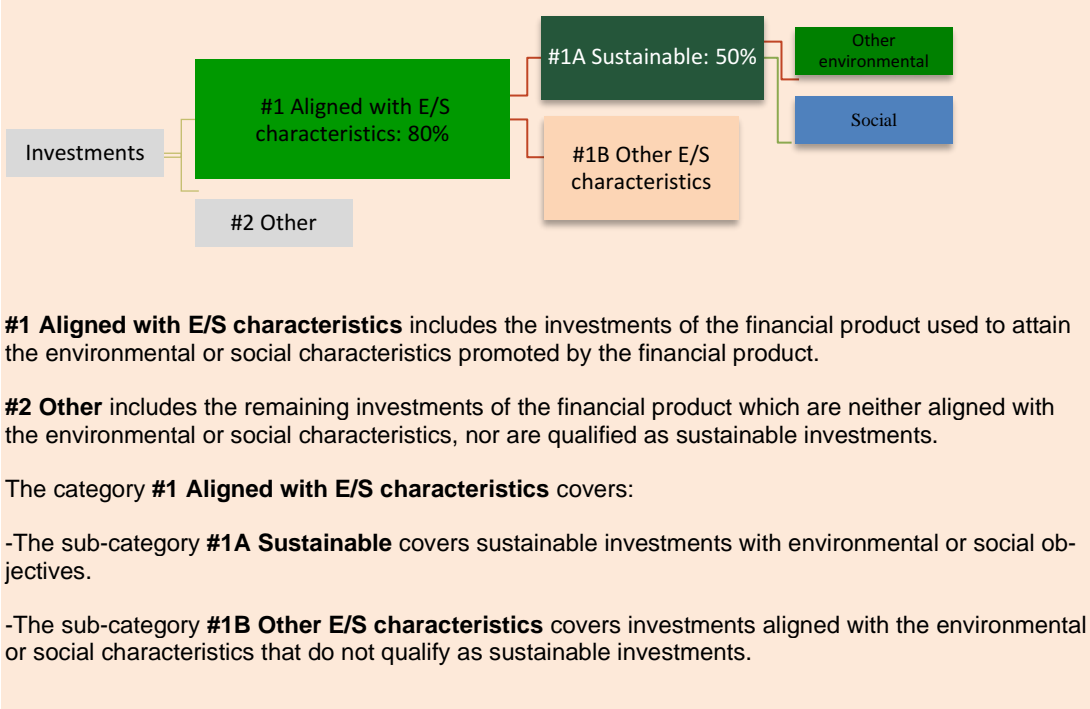 Investments
#1 Aligned with E/S
characteristics: 80%
#2 Other
#1A Sustainable: 50%
#1B Other E/S
characteristics
Other
environmental
Social
#1 Aligned with E/S characteristics includes the investments of the financial product used to attain
the environmental or social characteristics promoted by the financial product.
#2 Other includes the remaining investments of the financial product which are neither aligned with
the environmental or social characteristics, nor are qualified as sustainable investments.
The category #1 Aligned with E/S characteristics covers:
-The sub-category #1A Sustainable covers sustainable investments with environmental or social ob-
jectives.
-The sub-category #1B Other E/S characteristics covers investments aligned with the environmental
or social characteristics that do not qualify as sustainable investments.